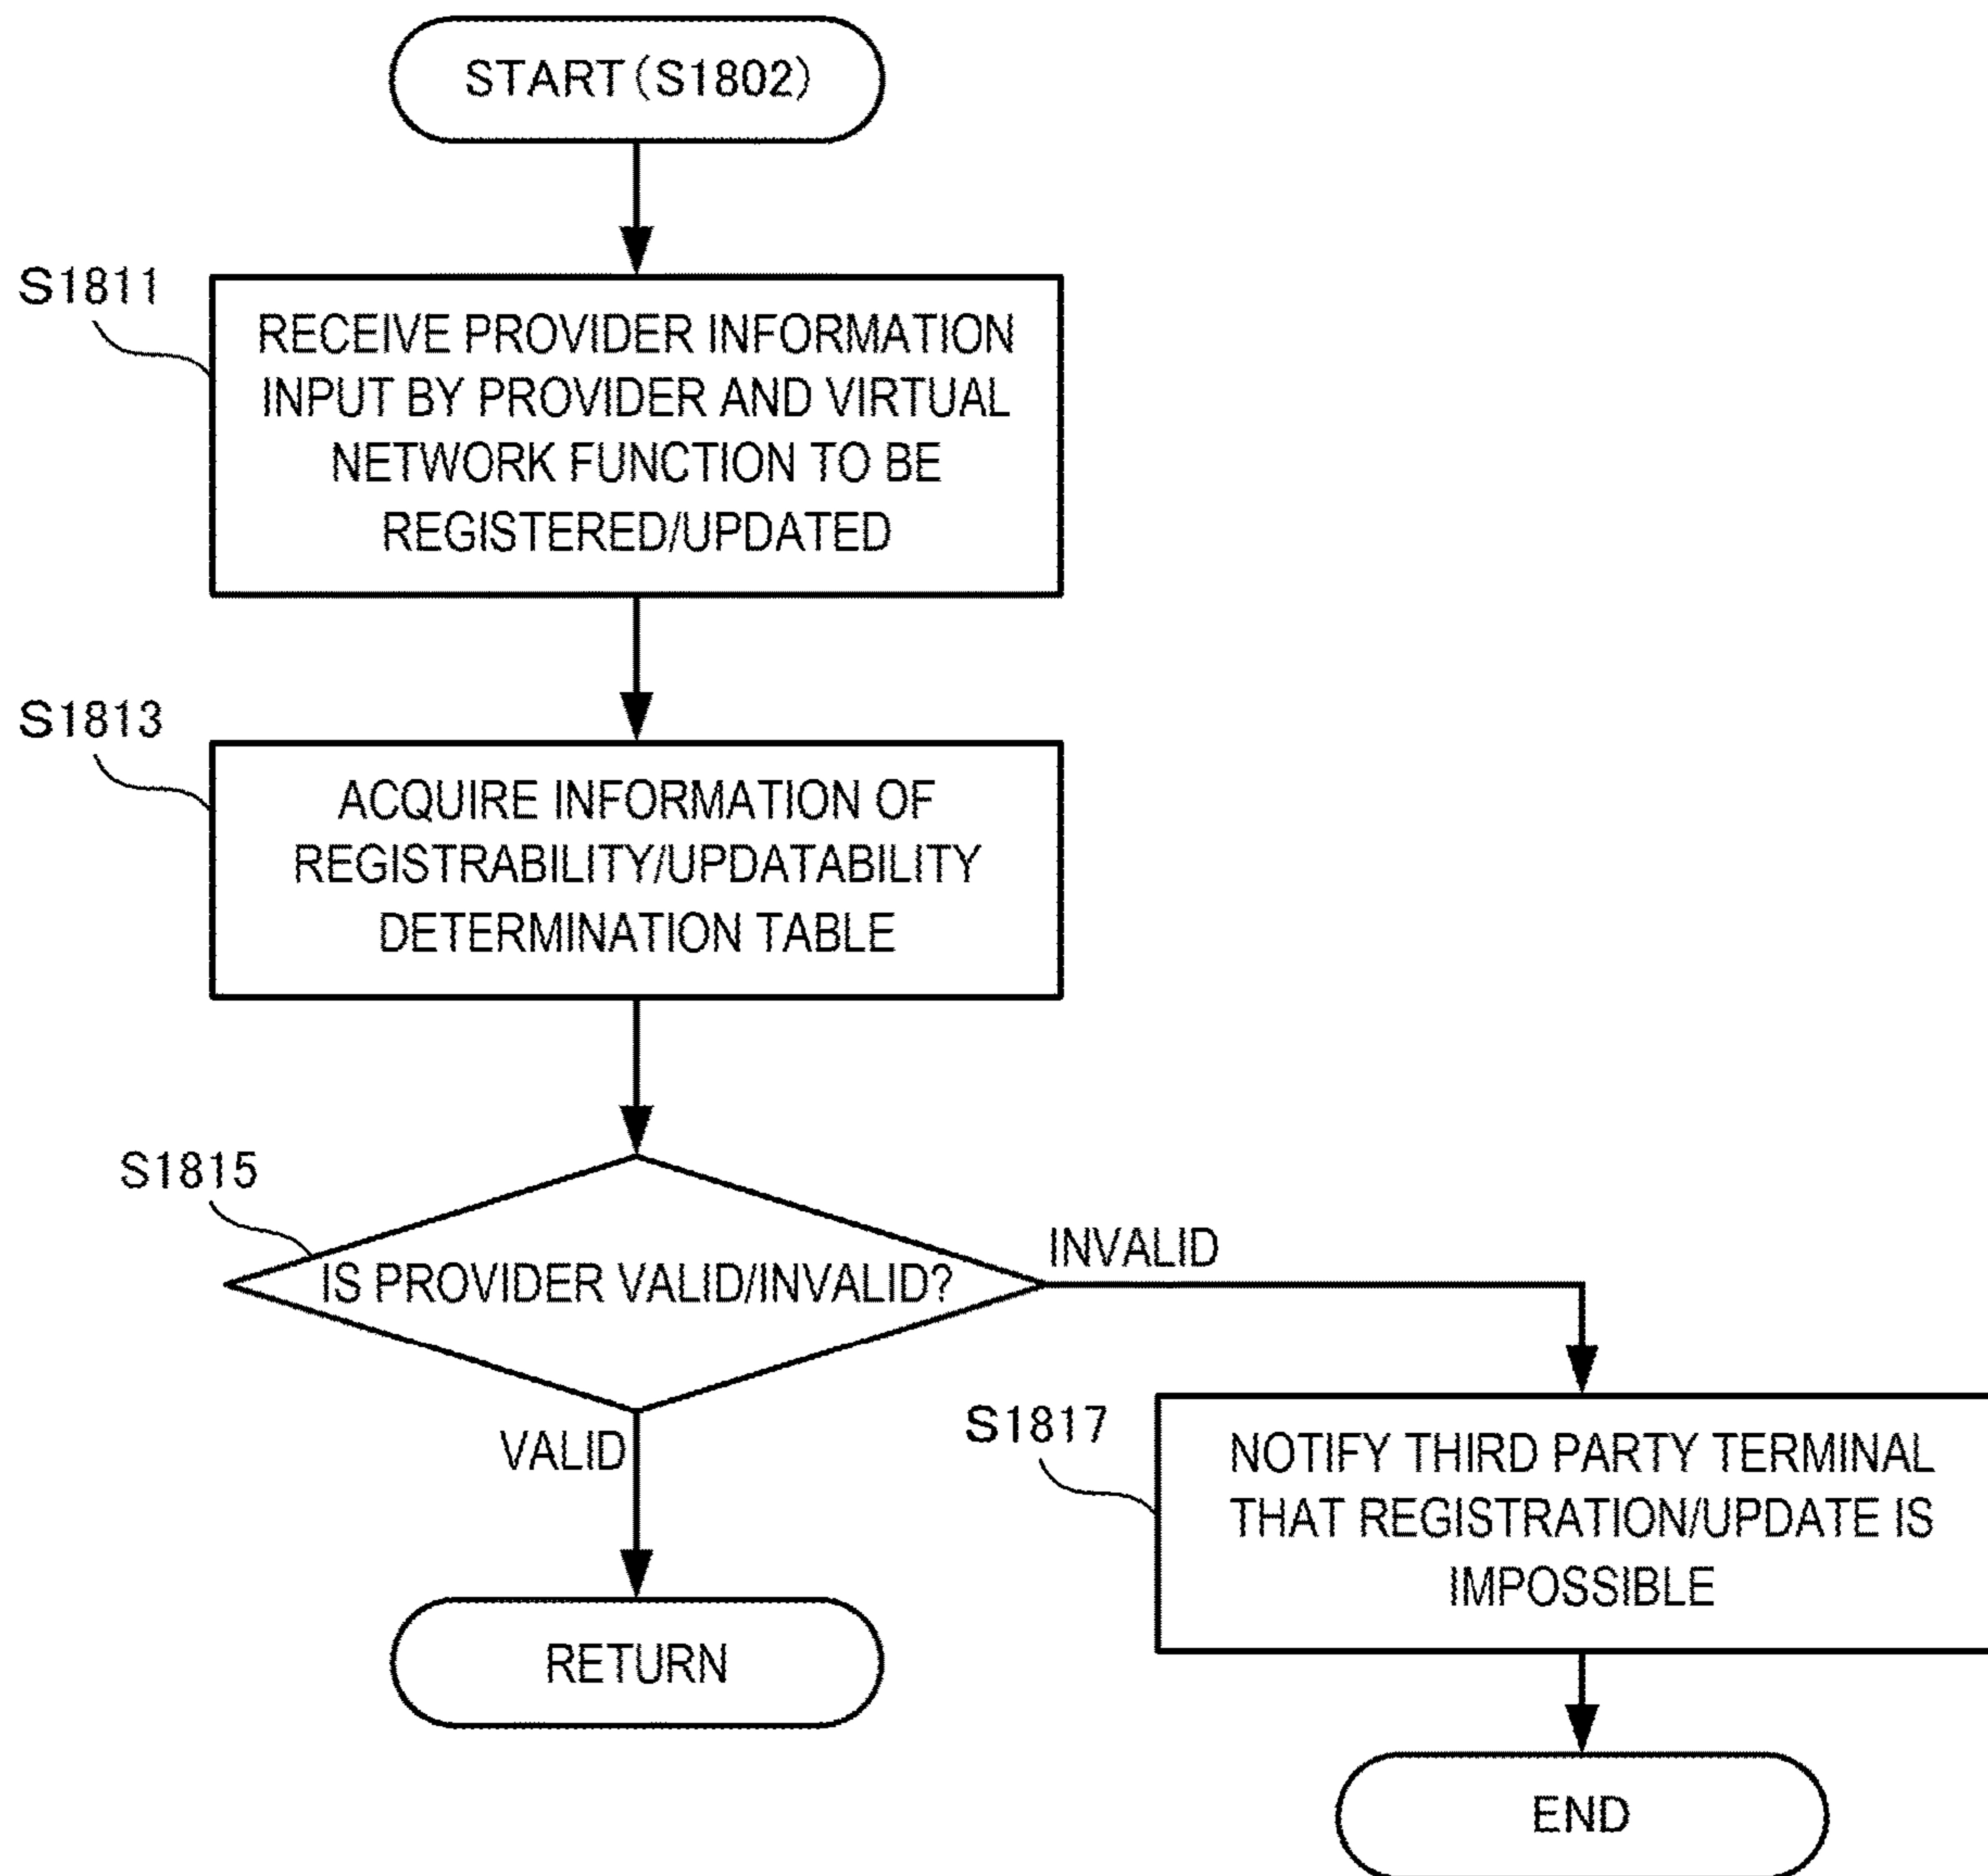 START(S1802)
S1811
RECEIVE PROVIDER INFORMATION
INPUT BY PROVIDER AND VIRTUAL
NETWORK FUNCTION TO BE
REGISTERED/UPDATED
S1813
ACQUIRE INFORMATION OF
REGISTRABILITY/UPDATABILITY
DETERMINATION TABLE
S1815
IS PROVIDER VALID/INVALID?
INVALID
VALID
S1817
NOTIFY THIRD PARTY TERMINAL
THAT REGISTRATION/UPDATE IS
IMPOSSIBLE
RETURN
END